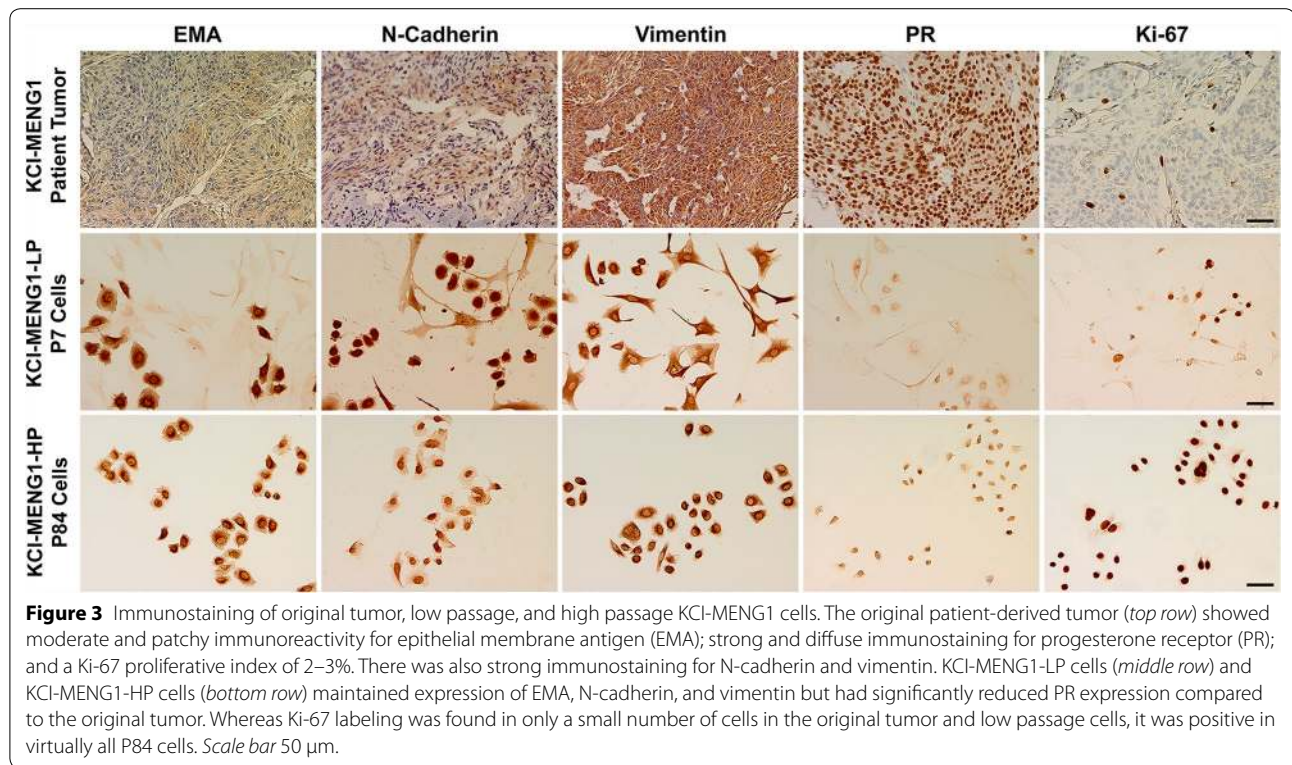 EMA N-Cadherin Vimentin PR Ki-67
KCI-MENG1
Patient Tumor
KCI-MENG1-LP
P7 Cells
KCI-MENG1-HP
P84 Cells
Figure 3 Immunostaining of original tumor, low passage, and high passage KCI-MENG1 cells. The original patient-derived tumor (top row) showed
moderate and patchy immunoreactivity for epithelial membrane antigen (EMA); strong and diffuse immunostaining for progesterone receptor (PR);
and a Ki-67 proliferative index of 2–3%. There was also strong immunostaining for N-cadherin and vimentin. KCI-MENG1-LP cells (middle row) and
KCI-MENG1-HP cells (bottom row) maintained expression of EMA, N-cadherin, and vimentin but had significantly reduced PR expression compared
to the original tumor. Whereas Ki-67 labeling was found in only a small number of cells in the original tumor and low passage cells, it was positive in
virtually all P84 cells. Scale bar 50 μm.